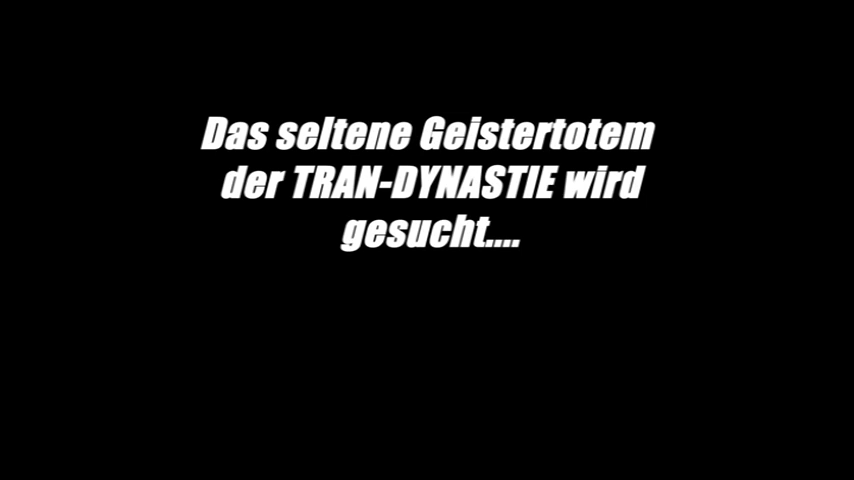 Das seltene Geistertotem
der TRAN-DYNASTIE wird
gesucht....